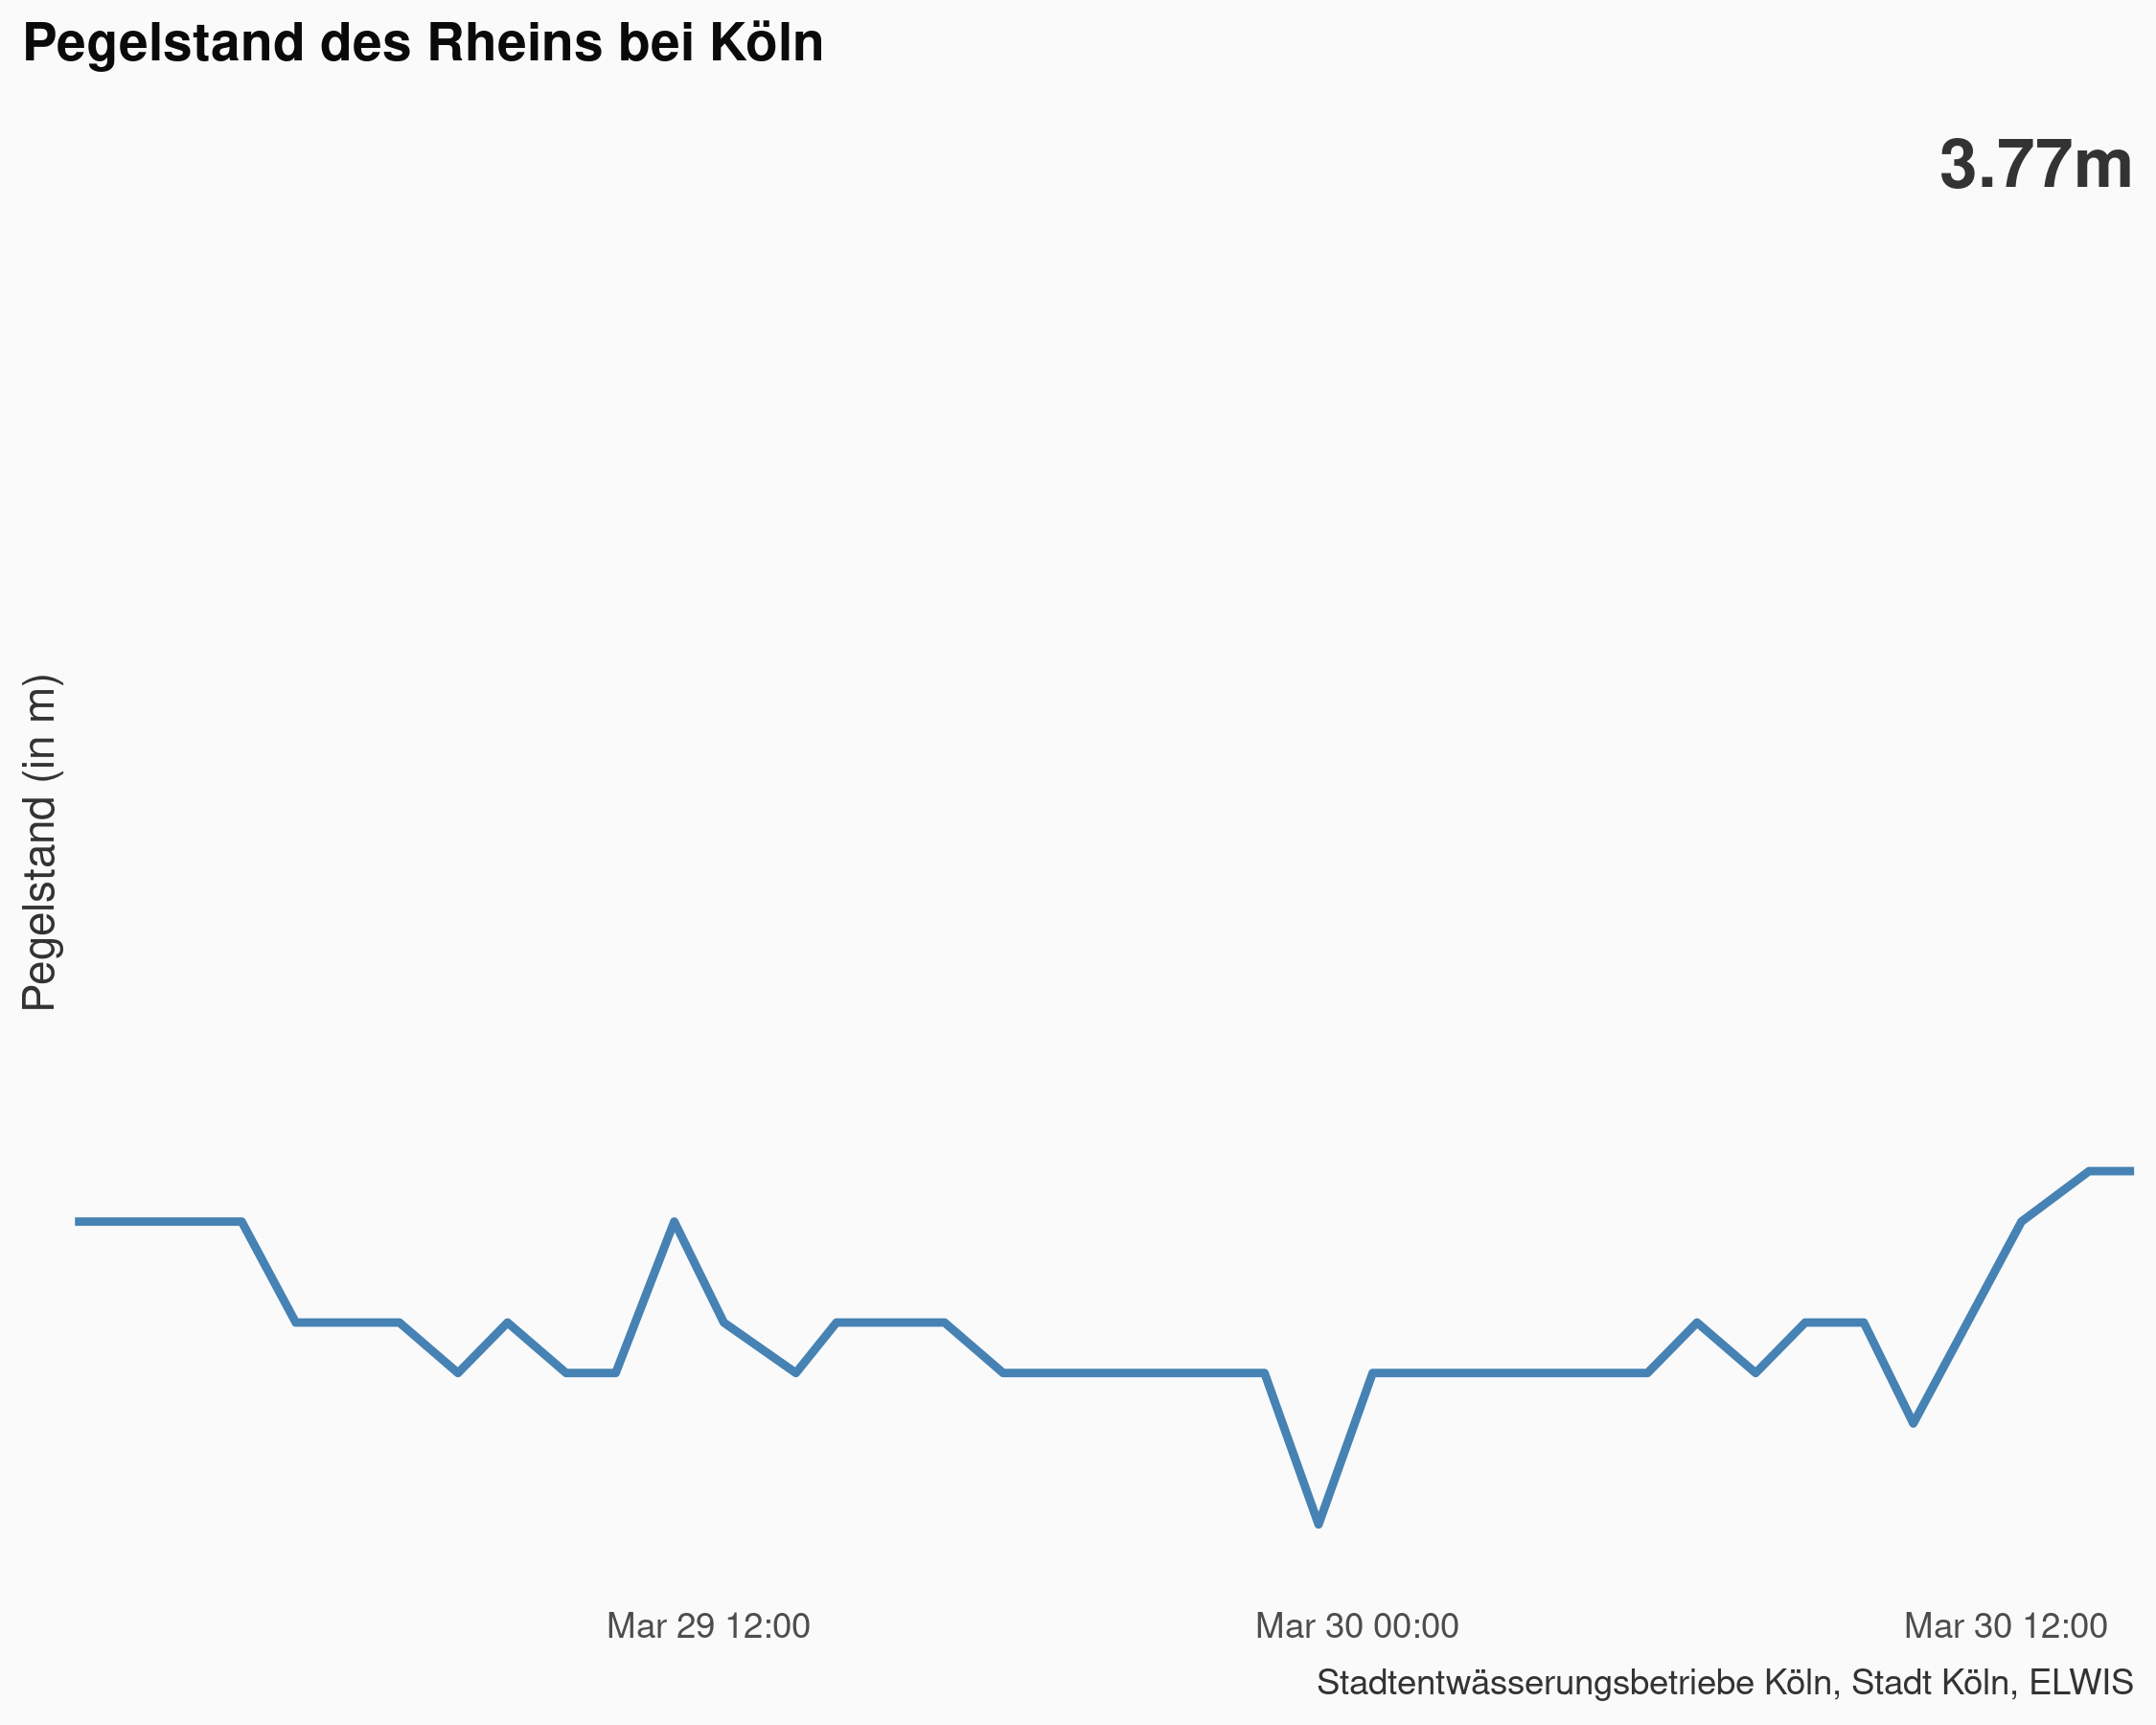 Pegelstand des Rheins bei Köln
3.77m
Pegelstand (in m)
Mar 29 12:00
Mar 30 00:00
Mar 30 12:00
Stadtentwässerungsbetriebe Köln, Stadt Köln, ELWIS